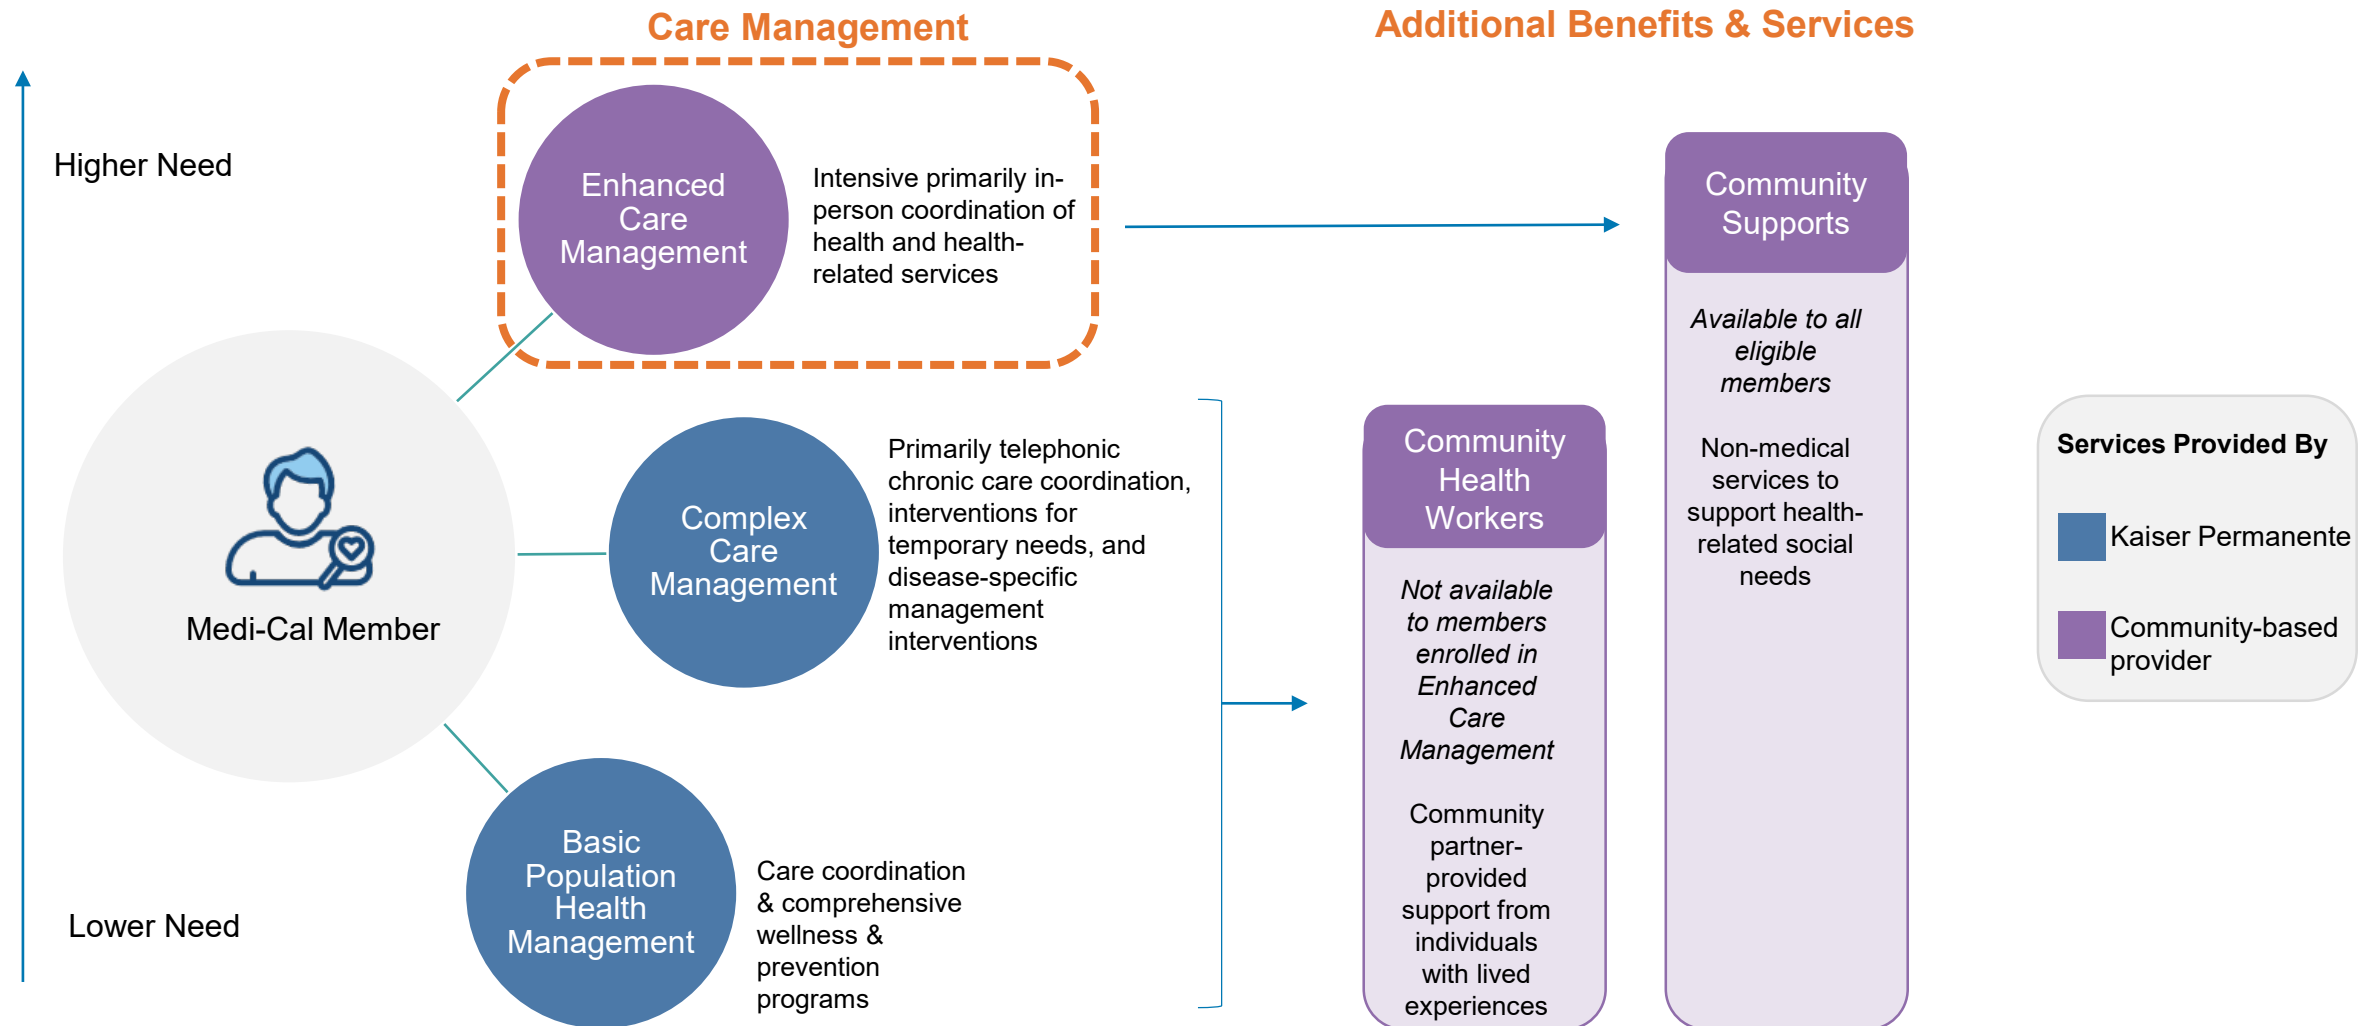 Care Management
Additional Benefits & Services
Higher Need
Enhanced
Care
Management
Intensive primarily in-
person coordination of
health and health-
related services
Community
Supports
Available to all
eligible
members
Non-medical
services to
support health-
related social
needs
Medi-Cal Member
Complex
Care
Management
Primarily telephonic
chronic care coordination,
interventions for
temporary needs, and
disease-specific
management
interventions
Community
Health
Workers
Not available
to members
enrolled in
Enhanced
Care
Management
Community
partner-
provided
support from
individuals
with lived
experiences
Services Provided By
Kaiser Permanente
Community-based
provider
Lower Need
Basic
Population
Health
Management
Care coordination
& comprehensive
wellness &
prevention
programs